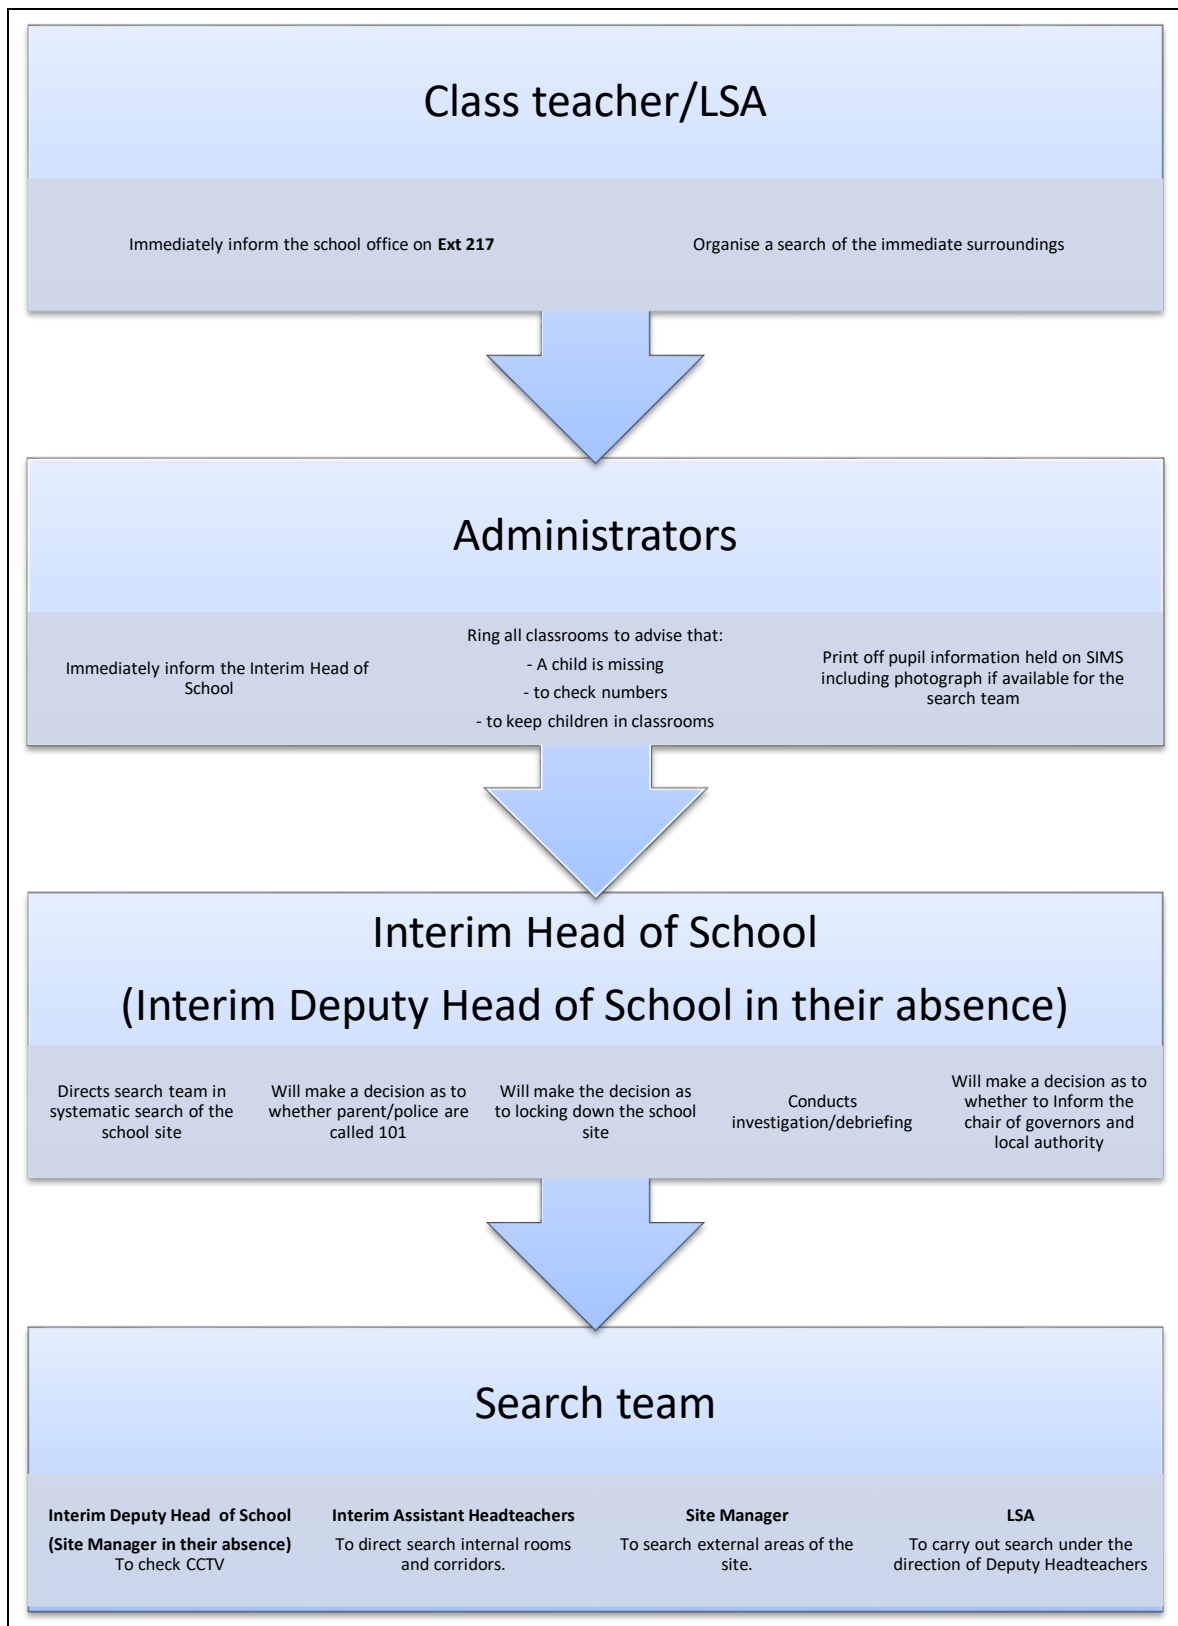 Class teacher/LSA
Immediately inform the school office on Ext 217
Organise a search of the immediate surroundings
Administrators
Immediately inform the Interim Head of
School
Ring all classrooms to advise that:
- A child is missing
- to check numbers
- to keep children in classrooms
Print off pupil information held on SIMS
including photograph if available for the
search team
Interim Head of School
(Interim Deputy Head of School in their absence)
Directs search team in
systematic search of the
school site
Will make a decision as to
whether parent/police are
called 101
Will make the decision as
to locking down the school
site
Conducts
investigation/debriefing
Will make a decision as to
whether to Inform the
chair of governors and
local authority
Search team
Interim Deputy Head of School
(Site Manager in their absence)
To check CCTV
Interim Assistant Headteachers
To direct search internal rooms
and corridors.
Site Manager
To search external areas of the
site.
LSA
To carry out search under the
direction of Deputy Headteachers